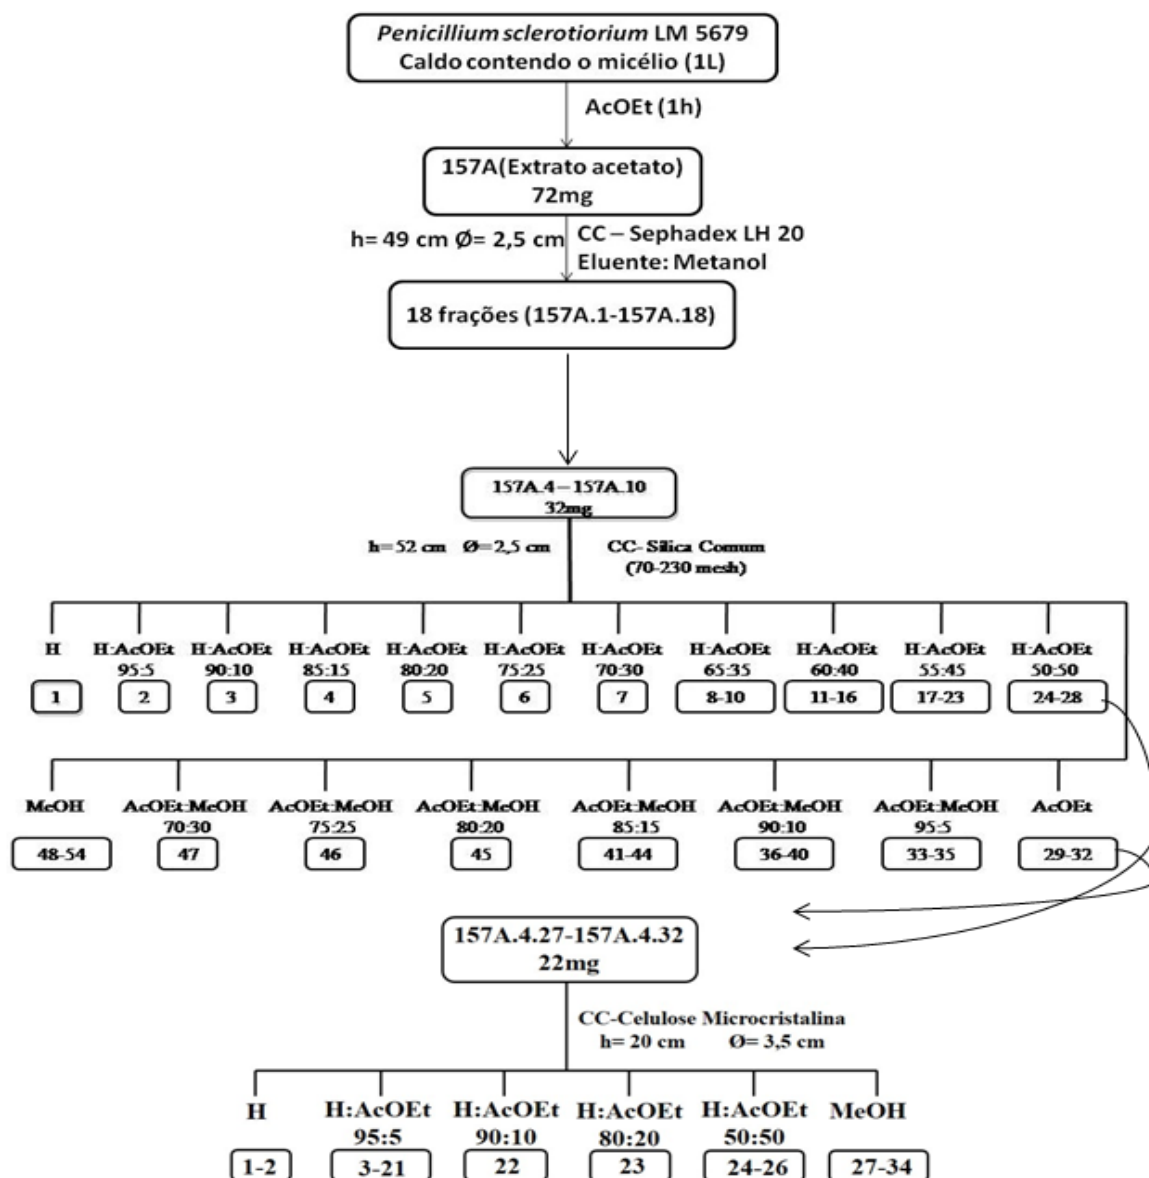 Penicillium sclerotiorium LM 5679
Caldo contendo o micélio (1L)
AcOEt (1h)
157A(Extrato acetato)
72mg
h= 49 cm Ø= 2,5 cm
CC – Sephadex LH 20
Eluente: Metanol
18 frações (157A.1-157A.18)
157A.4 – 157A.10
32mg
h= 52 cm Ø= 2,5 cm
CC- Sílica Comum
(70-230 mesh)
H H:AcOEt H:AcOEt H:AcOEt H:AcOEt H:AcOEt H:AcOEt H:AcOEt H:AcOEt H:AcOEt H:AcOEt
95:5 90:10 85:15 80:20 75:25 70:30 65:35 60:40 55:45 50:50
1 2 3 4 5 6 7 8-10 11-16 17-23 24-28
MeOH AcOEt:MeOH AcOEt:MeOH AcOEt:MeOH AcOEt:MeOH AcOEt:MeOH AcOEt:MeOH AcOEt
70:30 75:25 80:20 85:15 90:10 95:5
48-54 47 46 45 41-44 36-40 33-35 29-32
157A.4.27-157A.4.32
22mg
CC-Celulose Microcristalina
h= 20 cm Ø= 3,5 cm
H H:AcOEt H:AcOEt H:AcOEt H:AcOEt MeOH
95:5 90:10 80:20 50:50
1-2 3-21 22 23 24-26 27-34